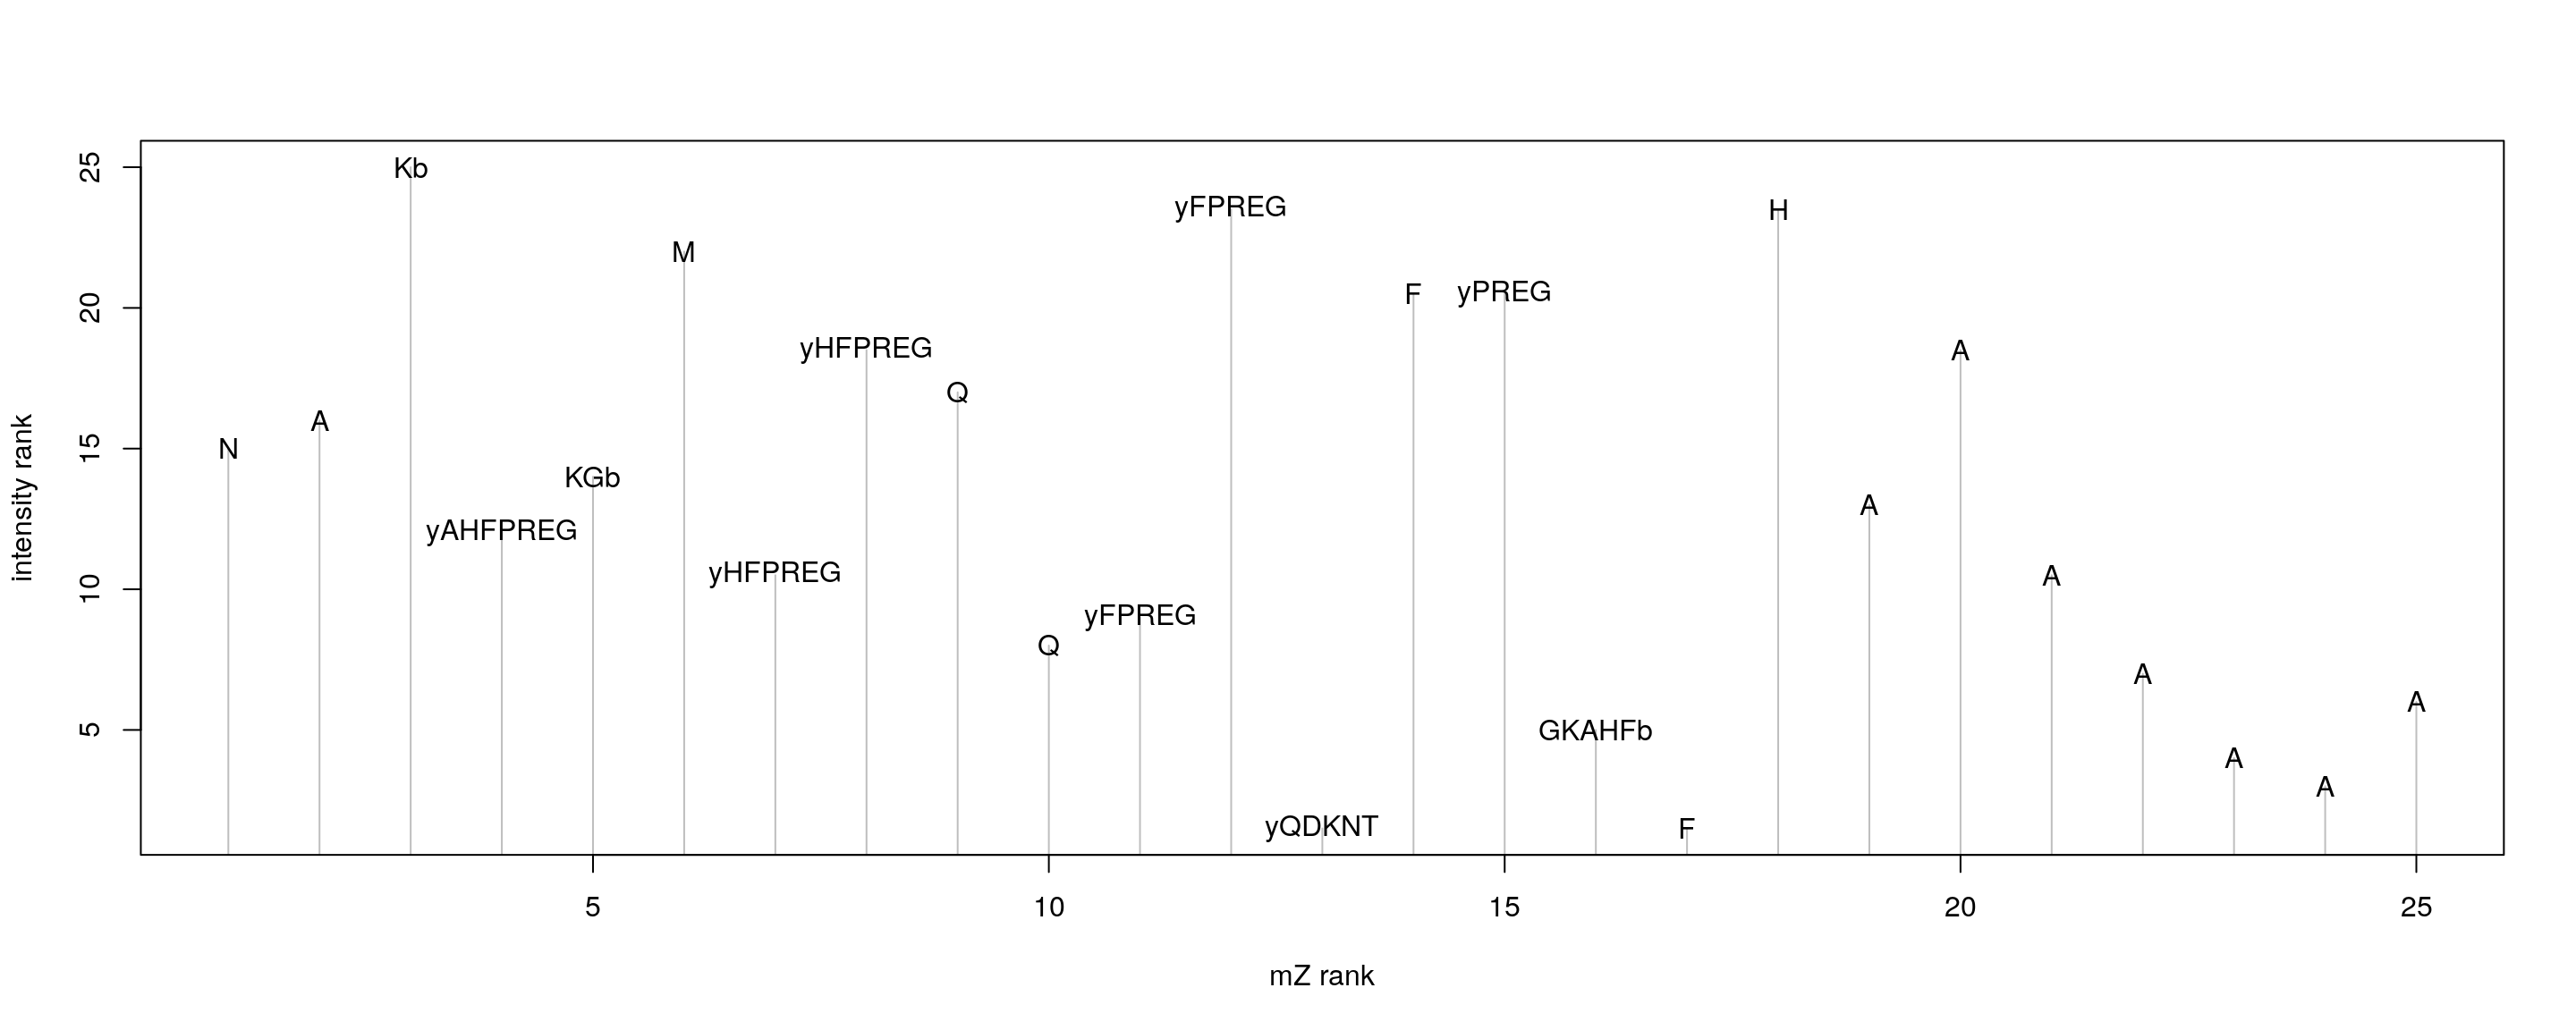 25
Kb
yFPREG
H
M
20
F
yPREG
yHFPREG
A
Q
A
15
N
KGb
A
yAHFPREG
yHFPREG
A
10
yFPREG
Q
A
A
5
GKAHFb
A
A
yQDKNT
F
5
10
15
20
25
mZ rank
intensity rank